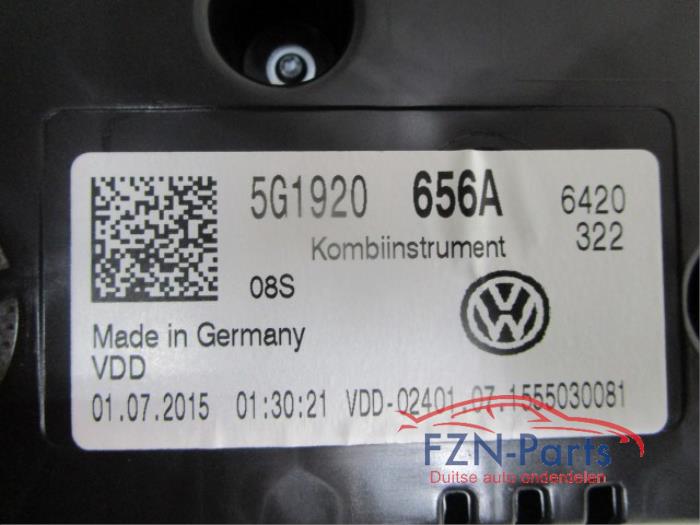 5G1920 656A 6420
Kombiinstrument 322
08S
Made in Germany
VDD
01.07.2015 01:30:21 VDD-02401.07.1555030081
FZN-Parts
Duitse auto onderdelen